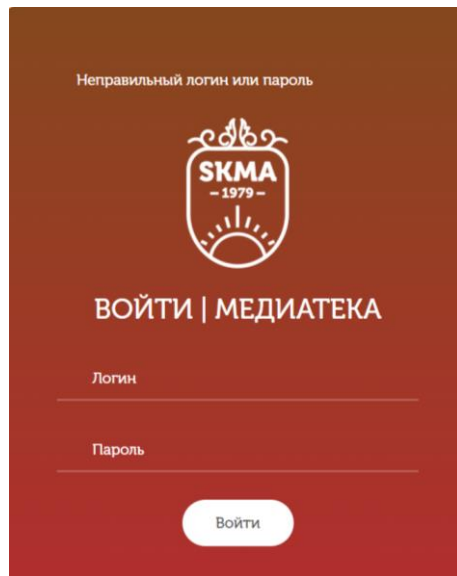 Неправильный логин или пароль
SKMA
– 1979 –
ВОЙТИ | МЕДИАТЕКА
Логин
Пароль
Войти